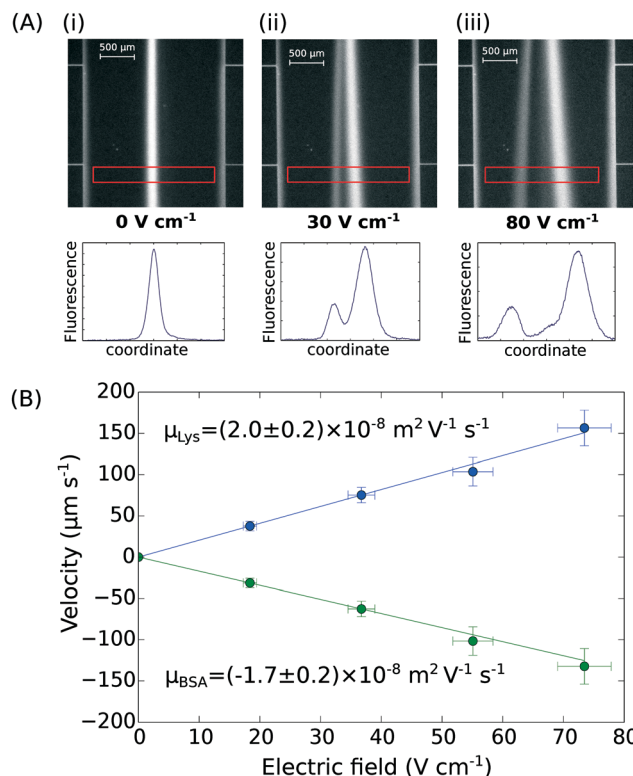 (A) (i) (ii) (iii)
500 µm 500 µm 500 µm
0 V cm⁻¹ 30 V cm⁻¹ 80 V cm⁻¹
Fluorescence Fluorescence Fluorescence
coordinate coordinate coordinate
(B)
200
150
100
50
0
−50
−100
−150
−200
Velocity (µm s⁻¹)
μLys=(2.0±0.2)×10⁻⁸ m² V⁻¹ s⁻¹
μBSA=(-1.7±0.2)×10⁻⁸ m² V⁻¹ s⁻¹
0 10 20 30 40 50 60 70 80
Electric field (V cm⁻¹)